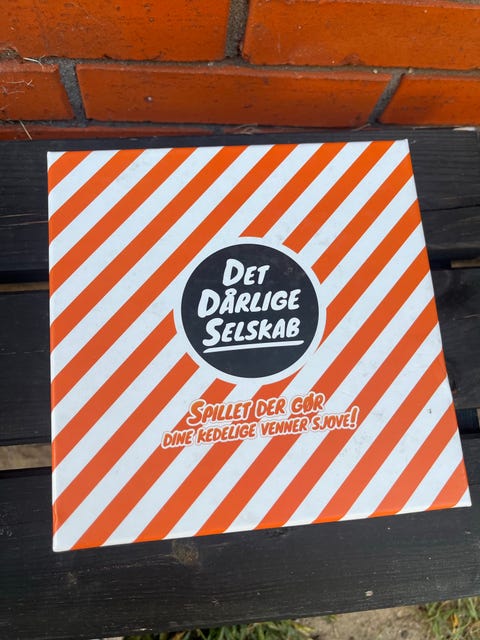 Det
Dårlige
Selskab
Spillet der gør
dine kedelige venner sjove!